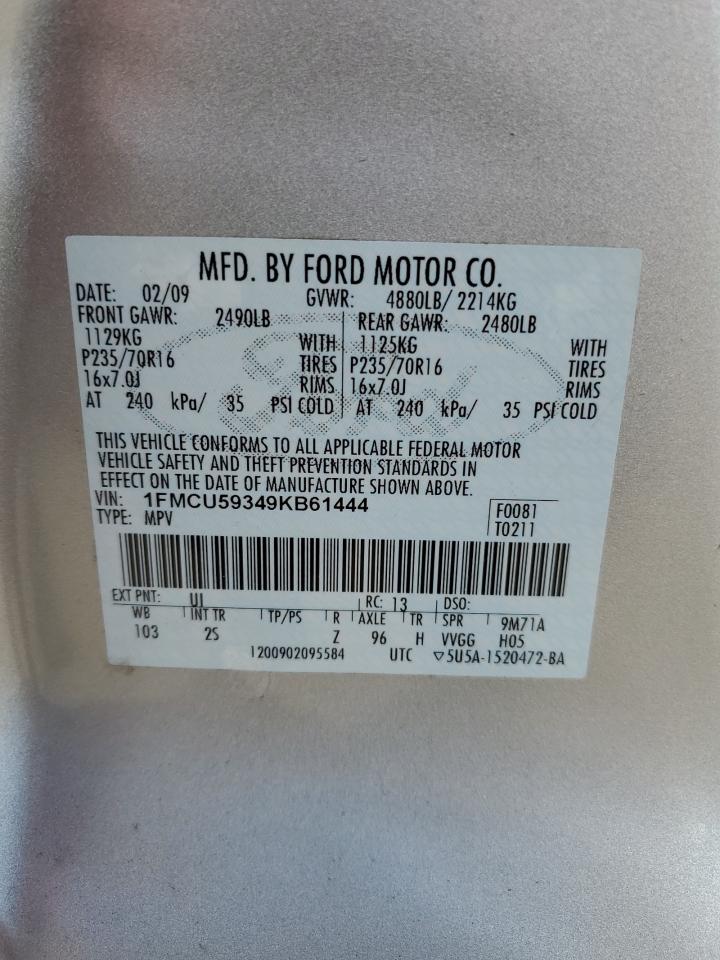 MFD. BY FORD MOTOR CO.
DATE: 02/09 GVWR: 4880LB/ 2214KG
FRONT GAWR: 2490LB REAR GAWR: 2480LB
1129KG WITH 1125KG WITH
P235/70R16 TIRES P235/70R16 TIRES
16x7.0J RIMS 16x7.0J RIMS
AT 240 kPa/ 35 PSI COLD AT 240 kPa/ 35 PSI COLD
THIS VEHICLE CONFORMS TO ALL APPLICABLE FEDERAL MOTOR
VEHICLE SAFETY AND THEFT PREVENTION STANDARDS IN
EFFECT ON THE DATE OF MANUFACTURE SHOWN ABOVE.
VIN: 1FMCU59349KB61444 F0081
TYPE: MPV T0211
EXT PNT: UJ RC: 13 DSO:
WB INT TR TP/PS R AXLE TR SPR 9M71A
103 2S Z 96 H VVGG H05
1200902095584 UTC ▽5U5A-1520472-BA